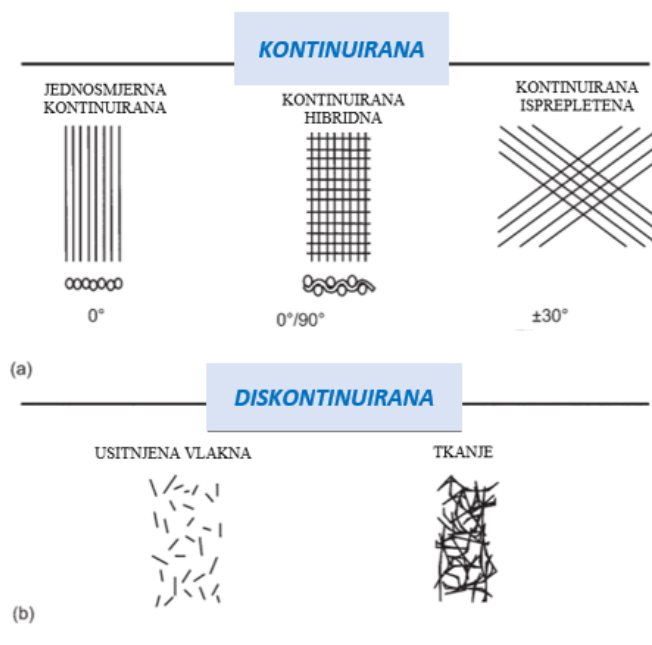 KONTINUIRANA
JEDNOSMJERNA
KONTINUIRANA
KONTINUIRANA
HIBRIDNA
KONTINUIRANA
ISPREPLETENA
0°
0°/90°
±30°
(a)
DISKONTINUIRANA
USITNJENA VLAKNA
TKANJE
(b)